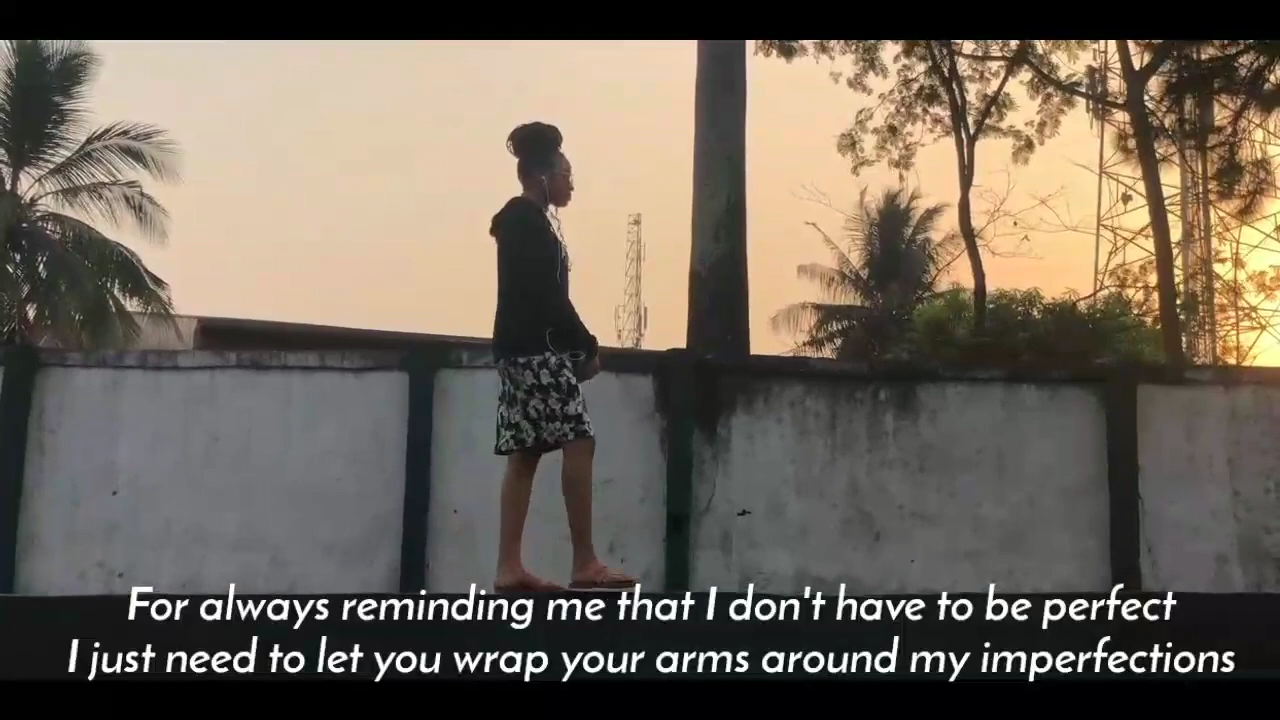 For always reminding me that I don't have to be perfect
I just need to let you wrap your arms around my imperfections